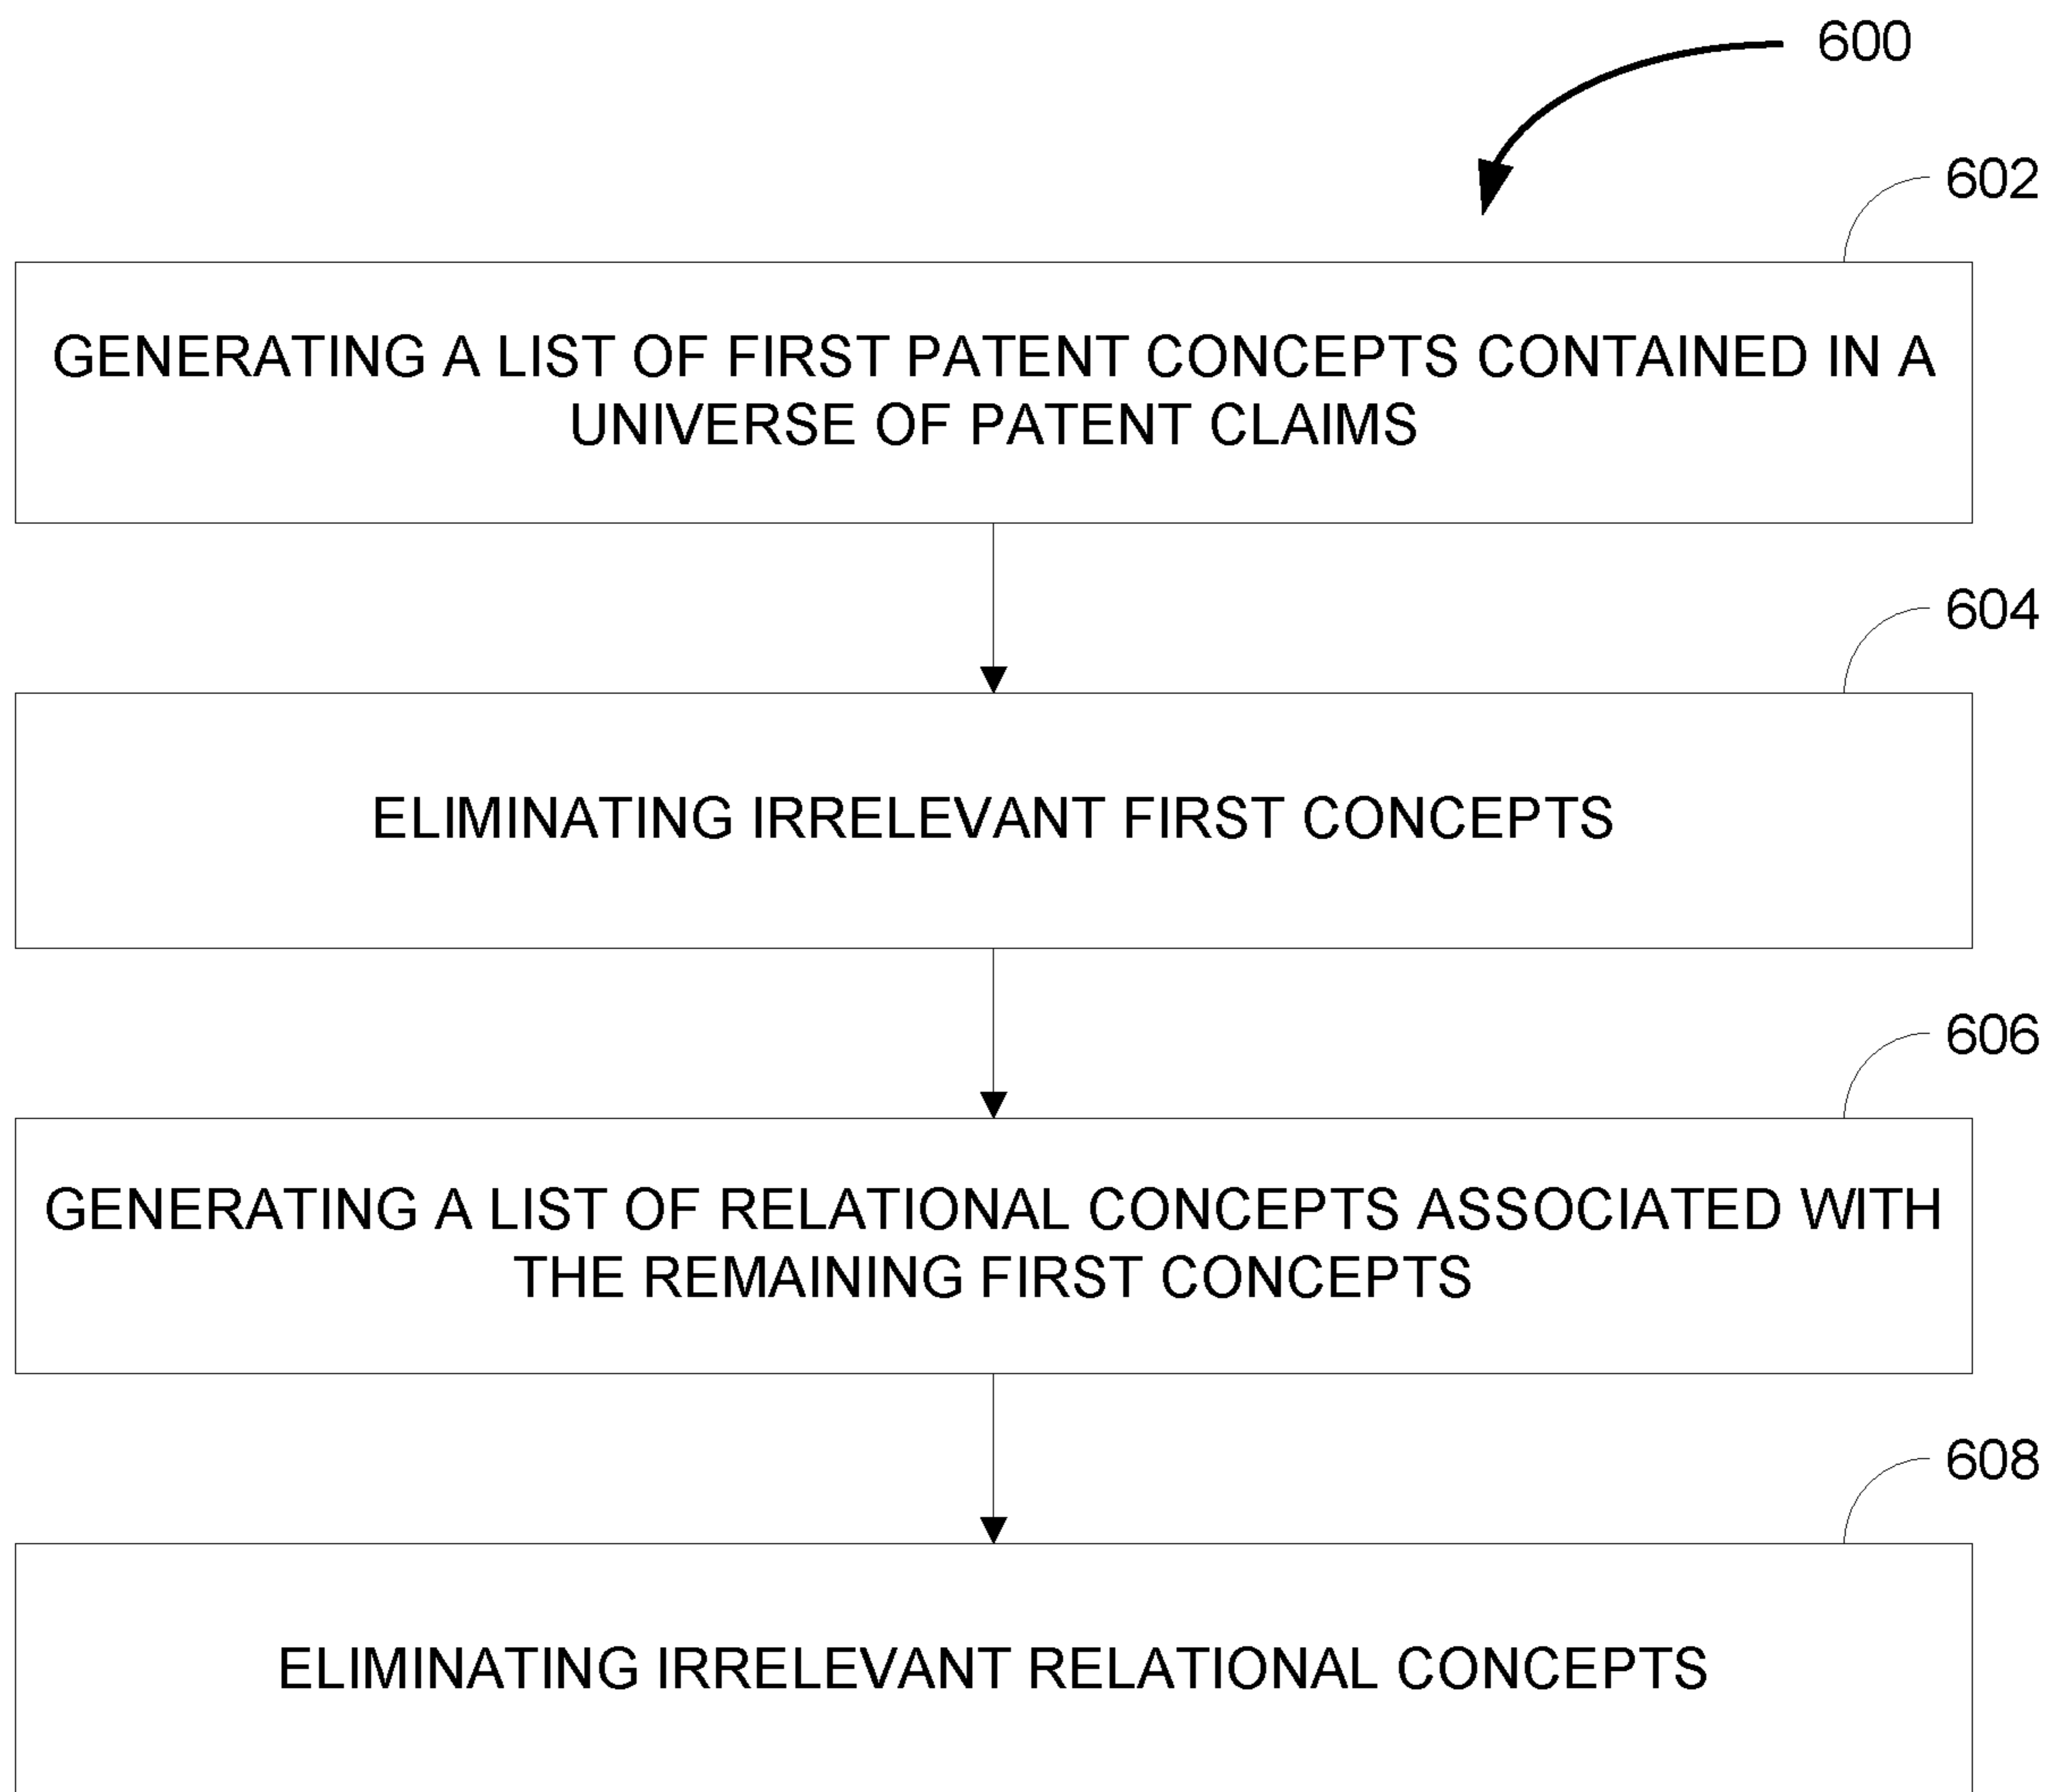 600
602
GENERATING A LIST OF FIRST PATENT CONCEPTS CONTAINED IN A
UNIVERSE OF PATENT CLAIMS
604
ELIMINATING IRRELEVANT FIRST CONCEPTS
606
GENERATING A LIST OF RELATIONAL CONCEPTS ASSOCIATED WITH
THE REMAINING FIRST CONCEPTS
608
ELIMINATING IRRELEVANT RELATIONAL CONCEPTS